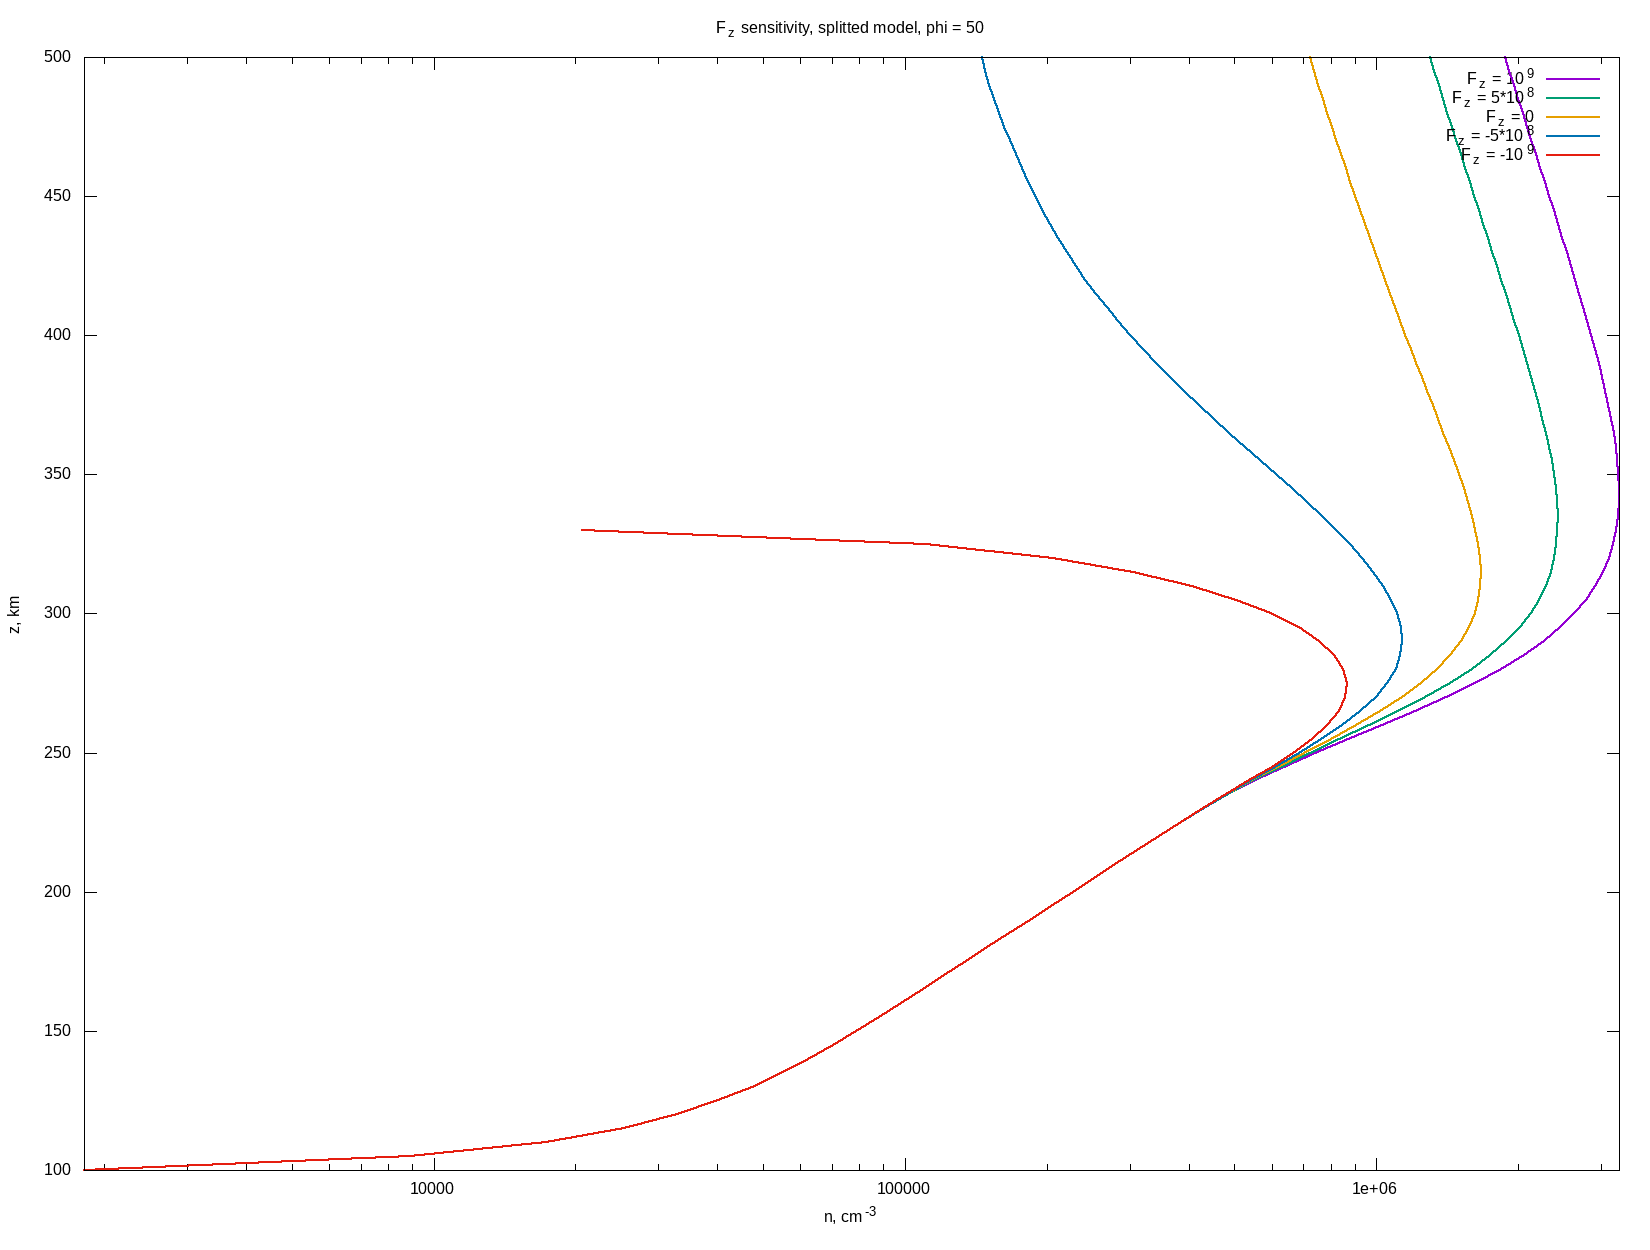 F z sensitivity, splitted model, phi = 50
500
450
400
350
300
250
200
150
100
z, km
F z = 10 9
F z = 5*10 8
F z = 0
F z = -5*10 8
F z = -10 9
10000
100000
1e+06
n, cm -3